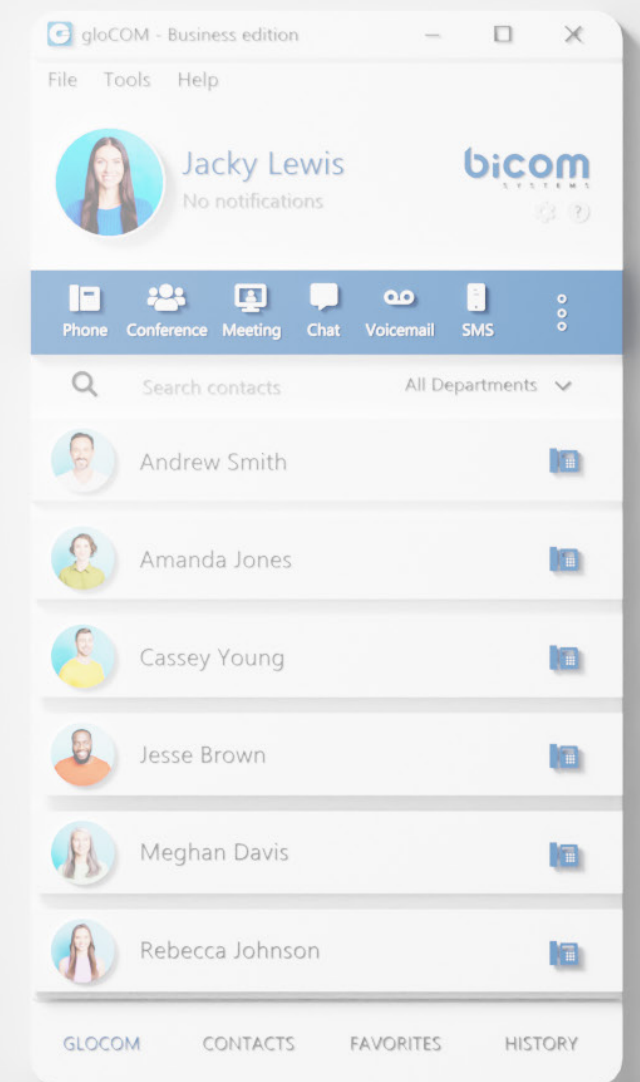 gloCOM - Business edition
File Tools Help
Jacky Lewis
No notifications
bicom
SYSTEMS
Phone Conference Meeting Chat Voicemail SMS
Search contacts All Departments
Andrew Smith
Amanda Jones
Cassey Young
Jesse Brown
Meghan Davis
Rebecca Johnson
GLOCOM CONTACTS FAVORITES HISTORY